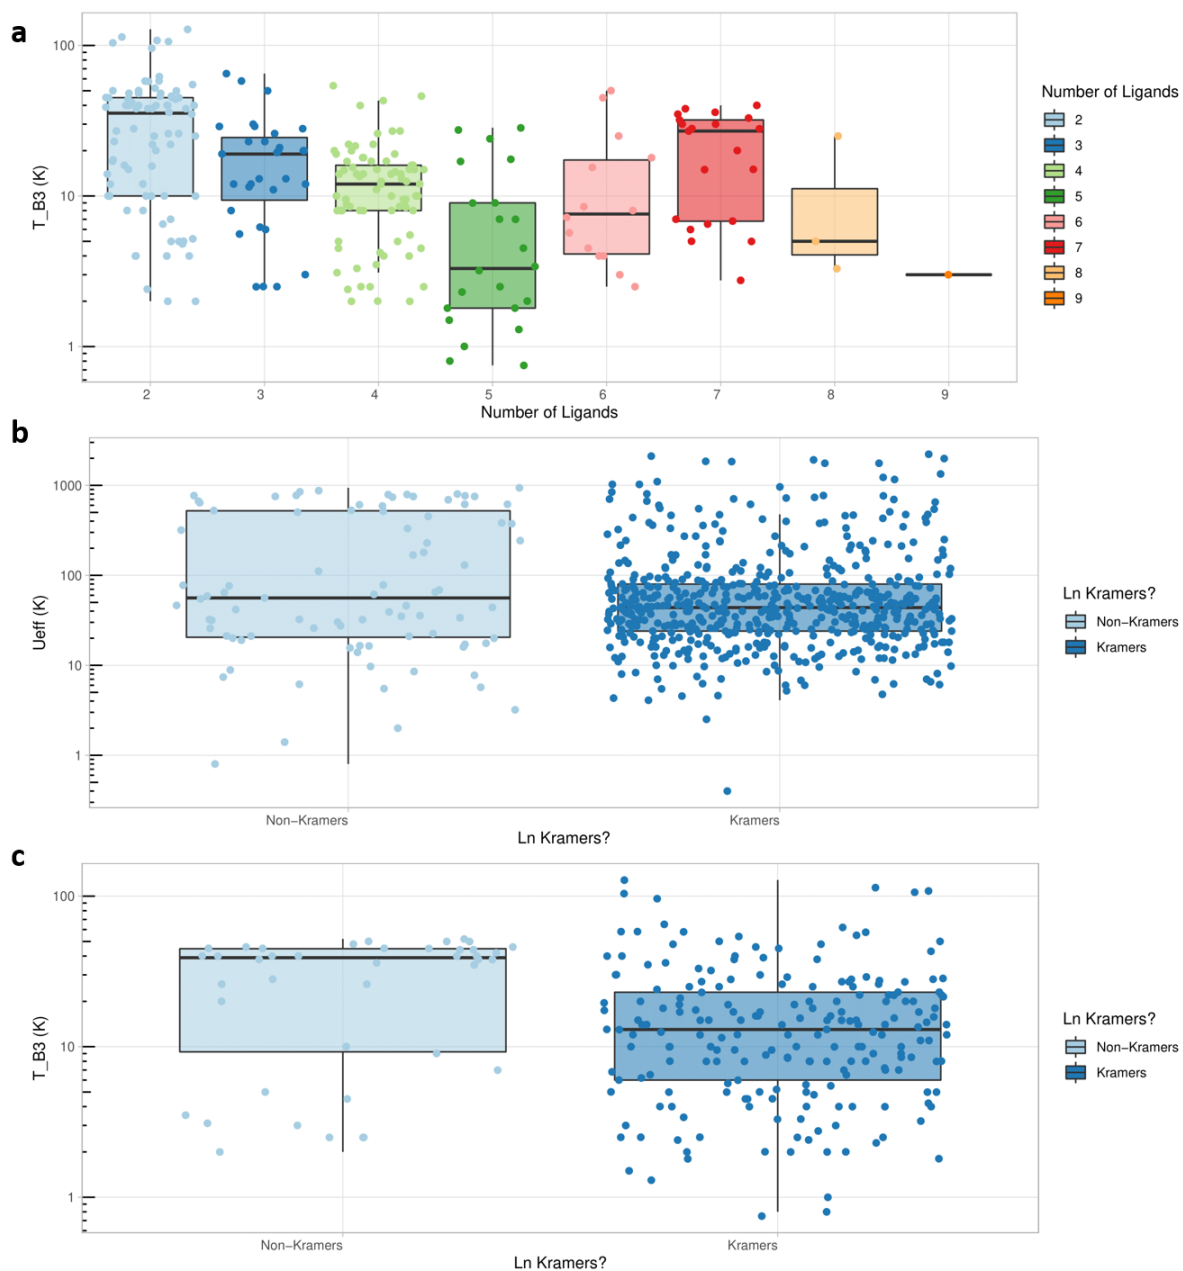 a
T_B3 (K)
100
10
1
2 3 4 5 6 7 8 9
Number of Ligands
Number of Ligands
2
3
4
5
6
7
8
9
b
Ueff (K)
1000
100
10
1
Non−Kramers Kramers
Ln Kramers?
Ln Kramers?
Non−Kramers
Kramers
c
T_B3 (K)
100
10
1
Non−Kramers Kramers
Ln Kramers?
Ln Kramers?
Non−Kramers
Kramers